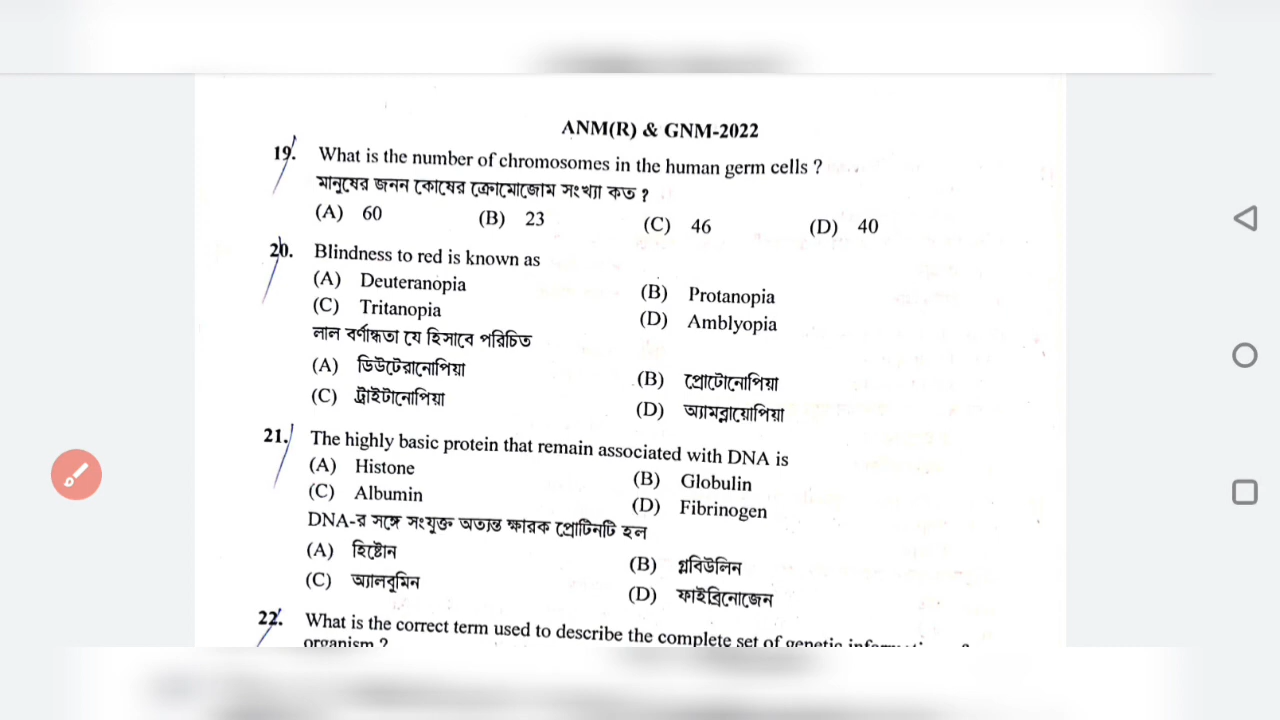 ANM(R) & GNM-2022
19. What is the number of chromosomes in the human germ cells ?
মানুষের জনন কোষের ক্রোমোজোম সংখ্যা কত ?
(A) 60 (B) 23 (C) 46 (D) 40
20. Blindness to red is known as
(A) Deuteranopia (B) Protanopia
(C) Tritanopia (D) Amblyopia
লাল বর্ণান্ধতা যে হিসাবে পরিচিত
(A) ডিউটেরানোপিয়া (B) প্রোটোনোপিয়া
(C) ট্রাইটানোপিয়া (D) অ্যামব্লায়োপিয়া
21. The highly basic protein that remain associated with DNA is
(A) Histone (B) Globulin
(C) Albumin (D) Fibrinogen
DNA-র সঙ্গে সংযুক্ত অত্যন্ত ক্ষারক প্রোটিনটি হল
(A) হিষ্টোন (B) গ্লবিউলিন
(C) অ্যালবুমিন (D) ফাইব্রিনোজেন
22. What is the correct term used to describe the complete set of genetic
organism ?